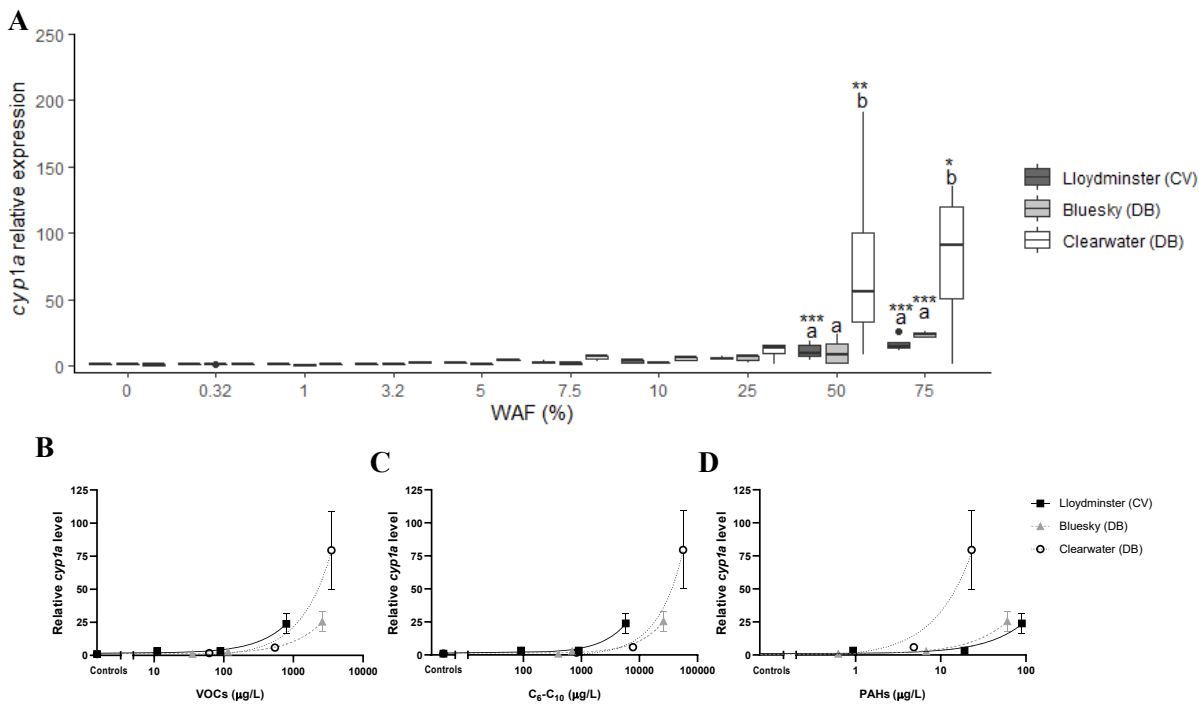 A
250
200
150
100
50
0
cyp1a relative expression
**
b
*
b
***
a
a
***
a
***
a
0 0.32 1 3.2 5 7.5 10 25 50 75
WAF (%)
Lloydminster (CV)
Bluesky (DB)
Clearwater (DB)
B
125
100
75
50
25
0
Relative cyp1a level
Controls 10 100 1000 10000
VOCs (µg/L)
C
125
100
75
50
25
0
Relative cyp1a level
Controls 100 1000 10000 100000
C₆-C₁₀ (µg/L)
D
125
100
75
50
25
0
Relative cyp1a level
Controls 1 10 100
PAHs (µg/L)
Lloydminster (CV)
Bluesky (DB)
Clearwater (DB)